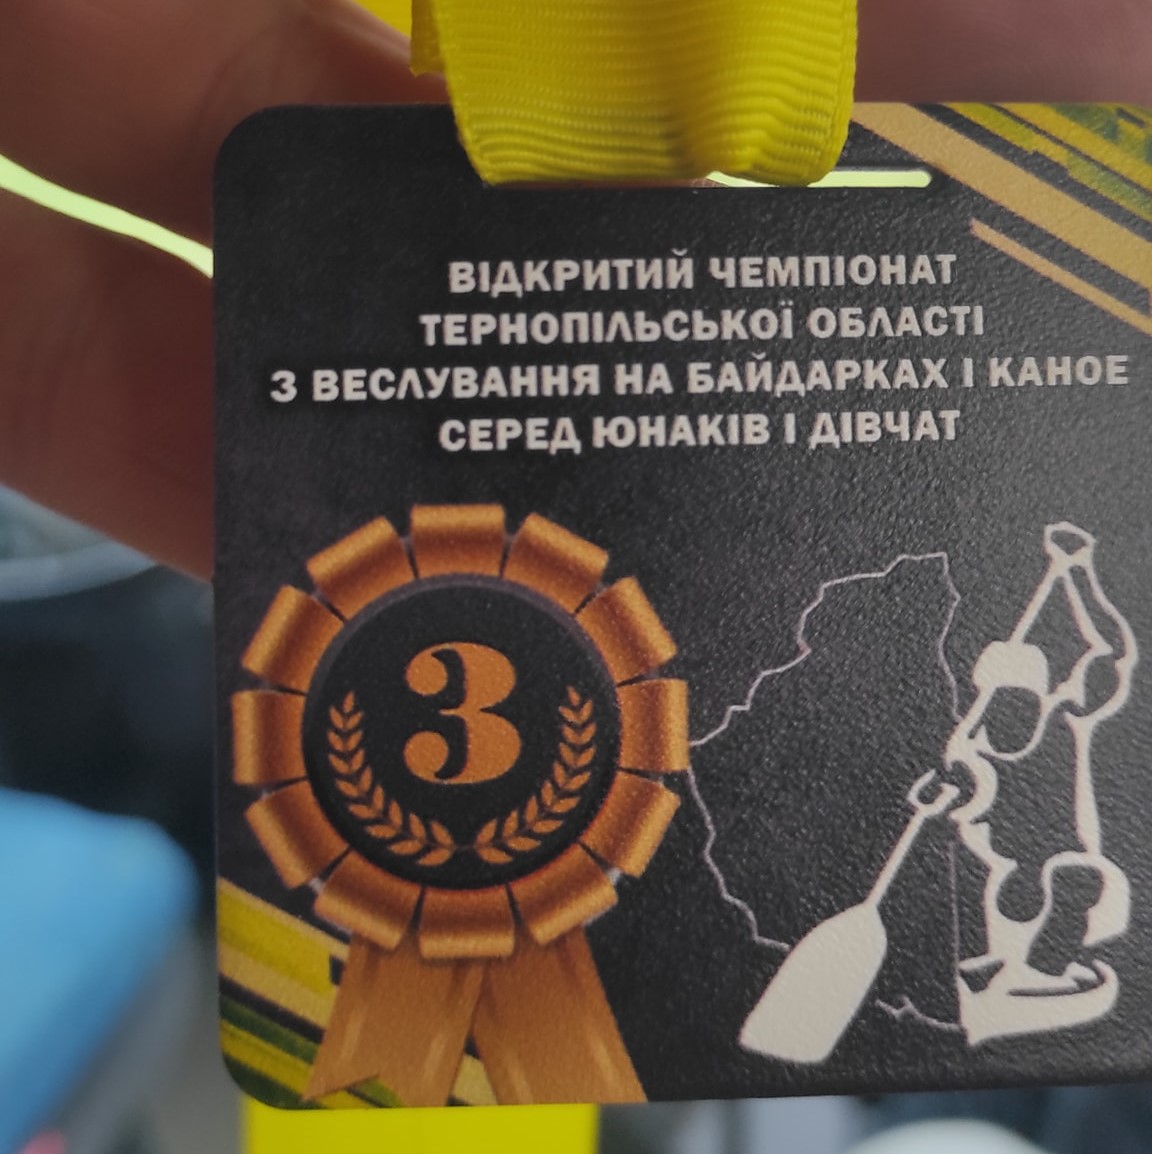 ВІДКРИТИЙ ЧЕМПІОНАТ
ТЕРНОПІЛЬСЬКОЇ ОБЛАСТІ
З ВЕСЛУВАННЯ НА БАЙДАРКАХ І КАНОЕ
СЕРЕД ЮНАКІВ І ДІВЧАТ
3